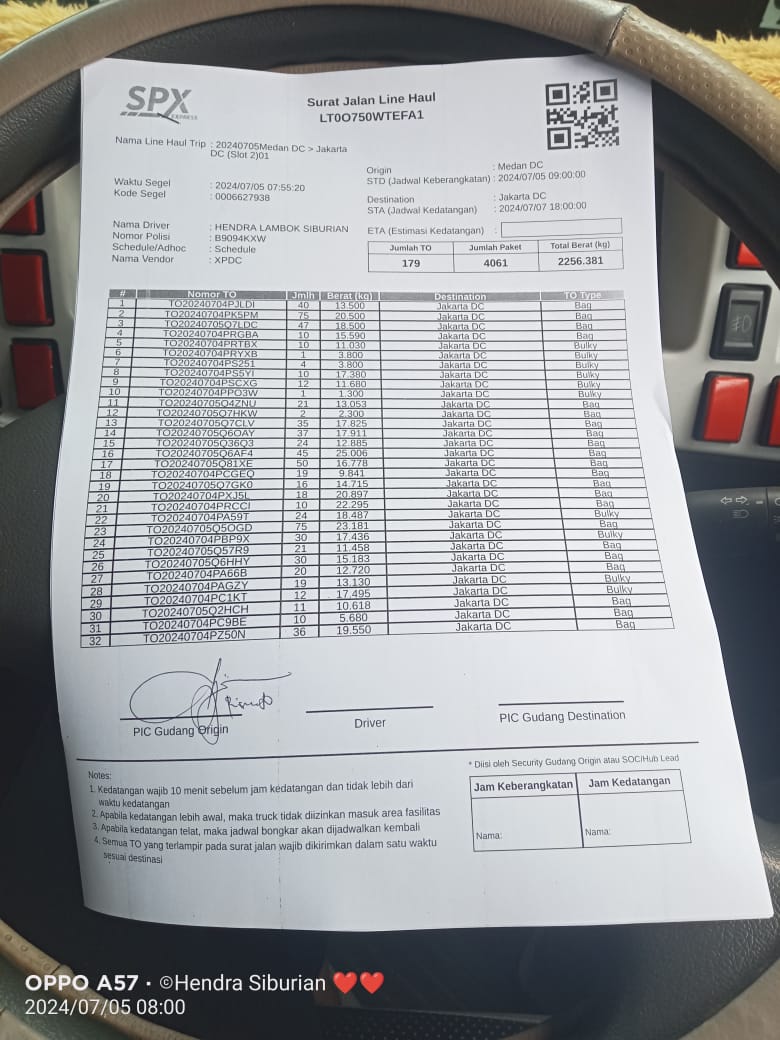 SPX
EXPRESS
Surat Jalan Line Haul
LT0O750WTEFA1
Nama Line Haul Trip : 20240705Medan DC > Jakarta
DC (Slot 2)01
Waktu Segel : 2024/07/05 07:55:20
Kode Segel : 0006627938
Origin : Medan DC
STD (Jadwal Keberangkatan) : 2024/07/05 09:00:00
Destination : Jakarta DC
STA (Jadwal Kedatangan) : 2024/07/07 18:00:00
ETA (Estimasi Kedatangan) :
Nama Driver : HENDRA LAMBOK SIBURIAN
Nomor Polisi : B9094KXW
Schedule/Adhoc : Schedule
Nama Vendor : XPDC
Jumlah TO Jumlah Paket Total Berat (kg)
179 4061 2256.381
# Nomor TO Jmlh Berat (kg) Destination TO Type
1 TO20240704PJLDI 40 13.500 Jakarta DC Bag
2 TO20240704PK5PM 75 20.500 Jakarta DC Bag
3 TO20240705Q7LDC 47 18.500 Jakarta DC Bag
4 TO20240704PRGBA 10 15.590 Jakarta DC Bag
5 TO20240704PRTBX 10 11.030 Jakarta DC Bulky
6 TO20240704PRYXB 1 3.800 Jakarta DC Bulky
7 TO20240704PS251 4 3.800 Jakarta DC Bulky
8 TO20240704PS5YI 10 17.380 Jakarta DC Bulky
9 TO20240704PSCXG 12 11.680 Jakarta DC Bulky
10 TO20240704PPO3W 1 1.300 Jakarta DC Bulky
11 TO20240705Q4ZNU 21 13.053 Jakarta DC Bag
12 TO20240705Q7HKW 2 2.300 Jakarta DC Bag
13 TO20240705Q7CLV 35 17.825 Jakarta DC Bag
14 TO20240705Q6OAY 37 17.911 Jakarta DC Bag
15 TO20240705Q36Q3 24 12.885 Jakarta DC Bag
16 TO20240705Q6AF4 45 25.006 Jakarta DC Bag
17 TO20240705Q81XE 50 16.778 Jakarta DC Bag
18 TO20240704PCGEQ 19 9.841 Jakarta DC Bag
19 TO20240705Q7GK0 16 14.715 Jakarta DC Bag
20 TO20240704PXJ5L 18 20.897 Jakarta DC Bag
21 TO20240704PRCCI 10 22.295 Jakarta DC Bag
22 TO20240704PA59T 24 18.487 Jakarta DC Bulky
23 TO20240705Q5OGD 75 23.181 Jakarta DC Bag
24 TO20240704PBP9X 30 17.436 Jakarta DC Bulky
25 TO20240705Q57R9 21 11.458 Jakarta DC Bag
26 TO20240705Q6HHY 30 15.183 Jakarta DC Bag
27 TO20240704PA66B 20 12.720 Jakarta DC Bag
28 TO20240704PAGZY 19 13.130 Jakarta DC Bulky
29 TO20240704PC1KT 12 17.495 Jakarta DC Bulky
30 TO20240705Q2HCH 11 10.618 Jakarta DC Bag
31 TO20240704PC9BE 10 5.680 Jakarta DC Bag
32 TO20240704PZ50N 36 19.550 Jakarta DC Bag
PIC Gudang Origin
Driver
PIC Gudang Destination
* Diisi oleh Security Gudang Origin atau SOC/Hub Lead
Jam Keberangkatan Jam Kedatangan
Nama: Nama:
Notes:
1. Kedatangan wajib 10 menit sebelum jam kedatangan dan tidak lebih dari
waktu kedatangan
2. Apabila kedatangan lebih awal, maka truck tidak diizinkan masuk area fasilitas
3. Apabila kedatangan telat, maka jadwal bongkar akan dijadwalkan kembali
4. Semua TO yang terlampir pada surat jalan wajib dikirimkan dalam satu waktu
sesuai destinasi
OPPO A57 · ©Hendra Siburian ❤️❤️
2024/07/05 08:00